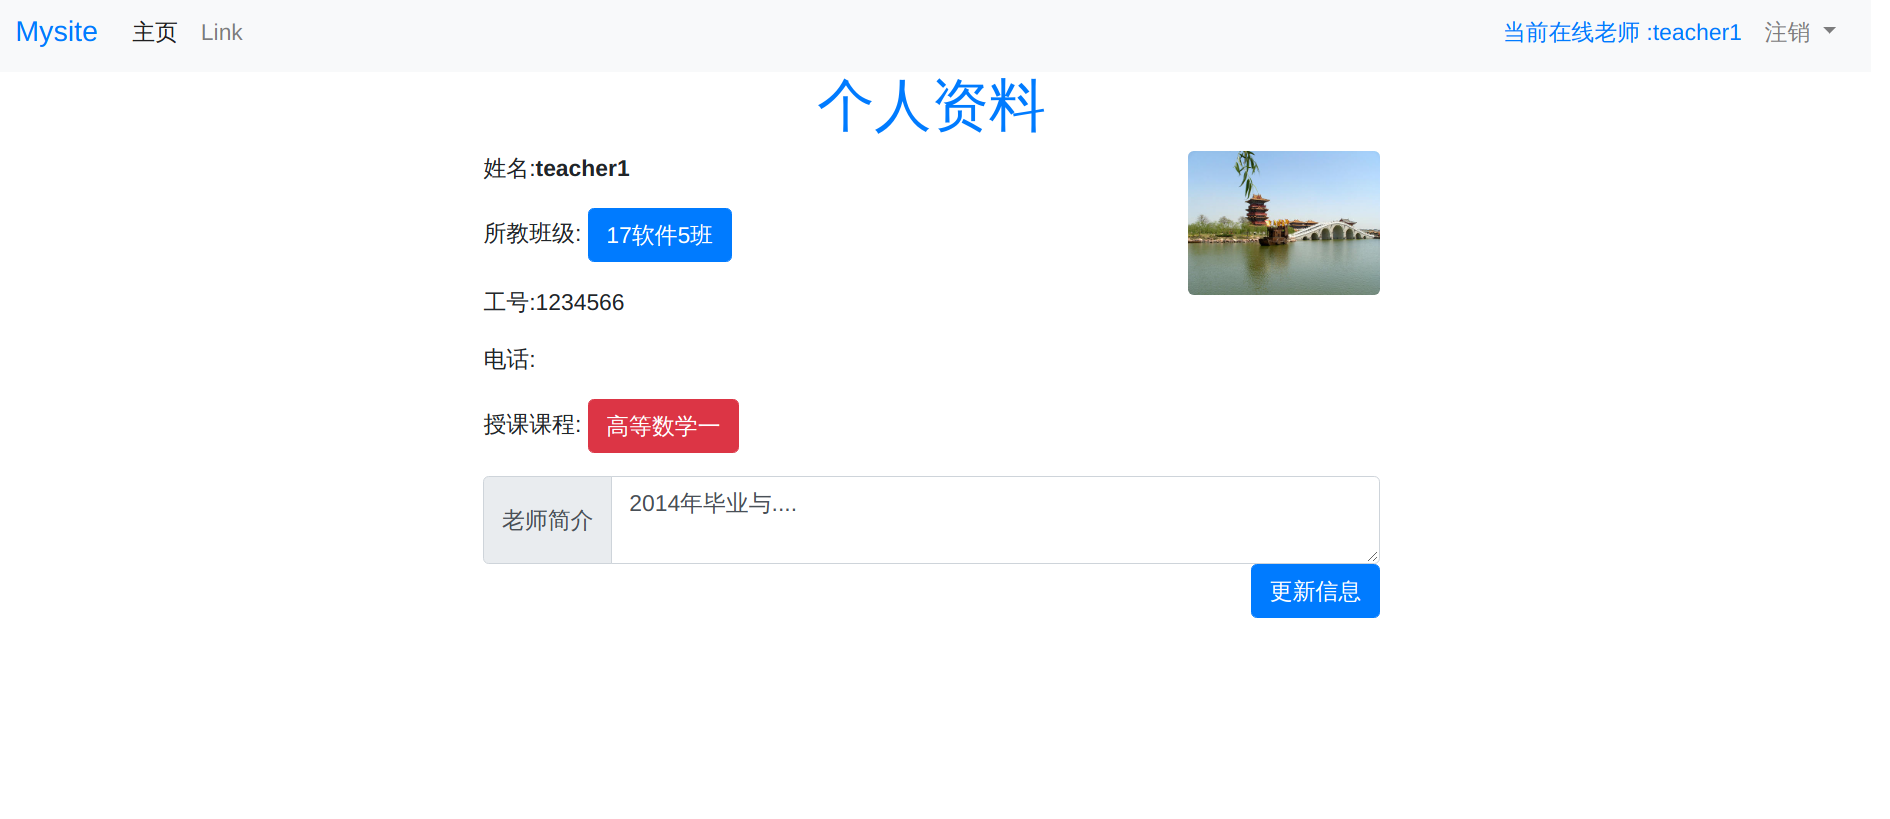 Mysite 主页 Link 当前在线老师 :teacher1 注销
个人资料
姓名:teacher1
所教班级: 17软件5班
工号:1234566
电话:
授课课程: 高等数学一
老师简介 2014年毕业与....
更新信息